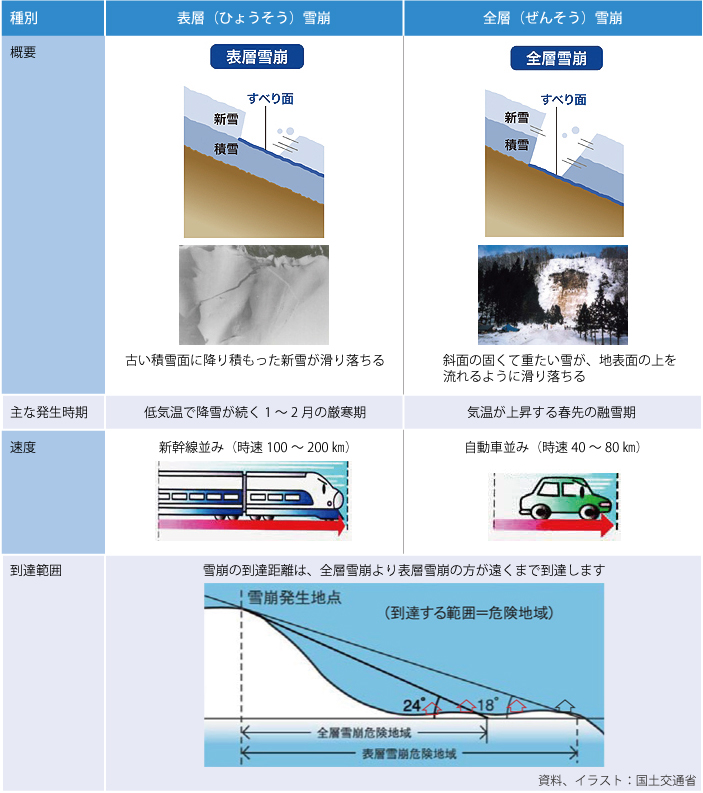 種別
表層（ひょうそう）雪崩
全層（ぜんそう）雪崩
概要
表層雪崩
すべり面
新雪
積雪
古い積雪面に降り積もった新雪が滑り落ちる
全層雪崩
すべり面
新雪
積雪
斜面の固くて重たい雪が、地表面の上を
流れるように滑り落ちる
主な発生時期
低気温で降雪が続く1～2月の厳寒期
気温が上昇する春先の融雪期
速度
新幹線並み（時速100～200㎞）
自動車並み（時速40～80㎞）
到達範囲
雪崩の到達距離は、全層雪崩より表層雪崩の方が遠くまで到達します
雪崩発生地点
（到達する範囲＝危険地域）
24°
18°
全層雪崩危険地域
表層雪崩危険地域
資料、イラスト：国土交通省